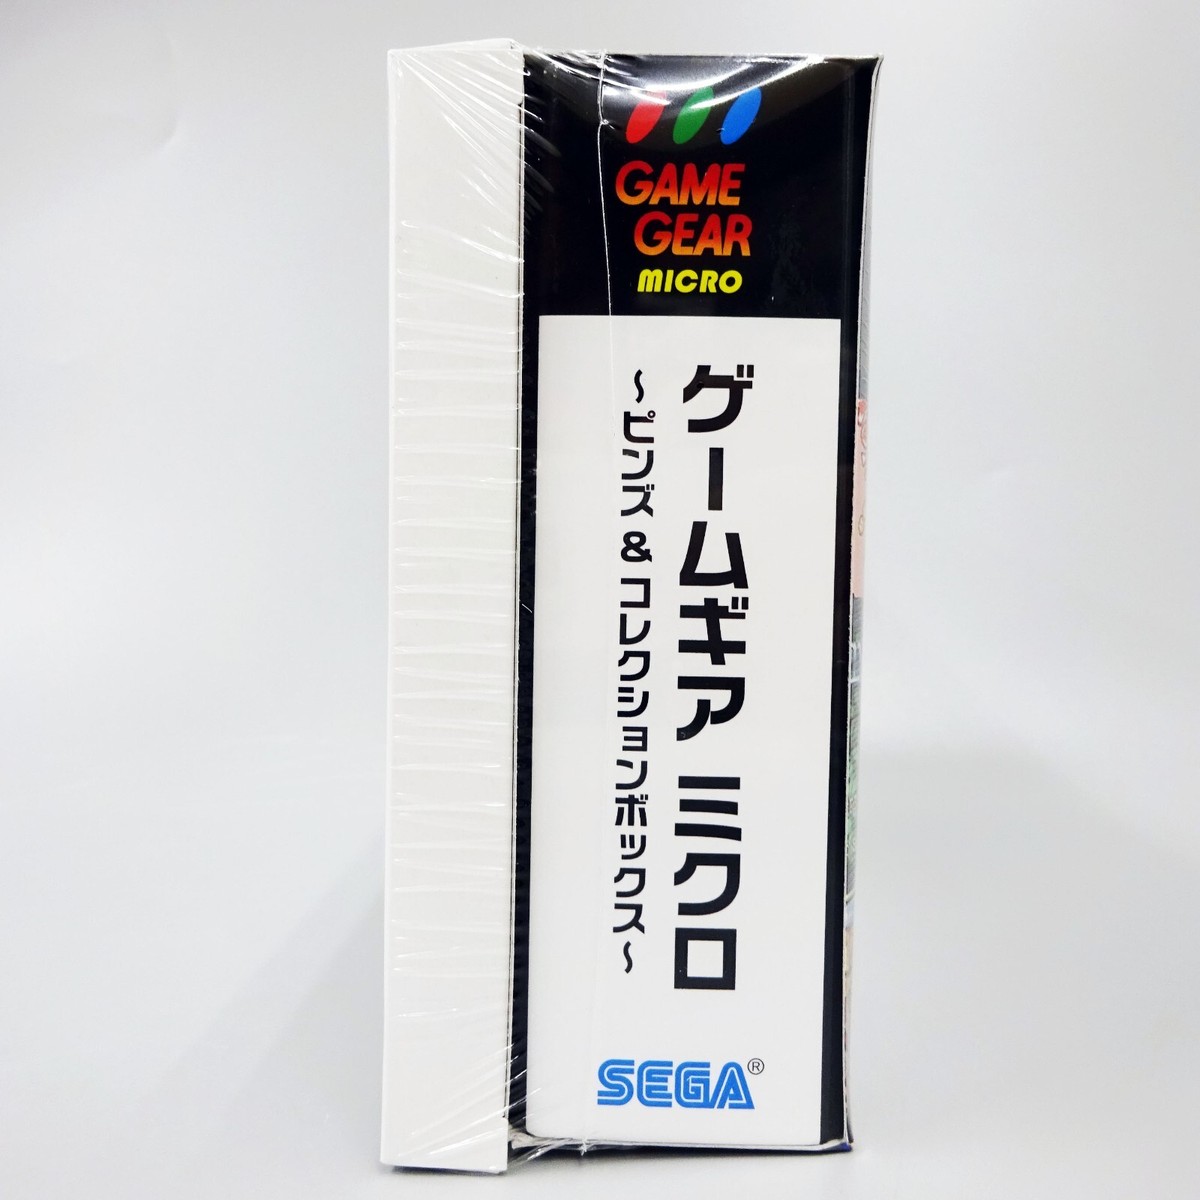 GAME
GEAR
MICRO
ゲームギア ミクロ
〜ピンズ & コレクションボックス〜
SEGA®